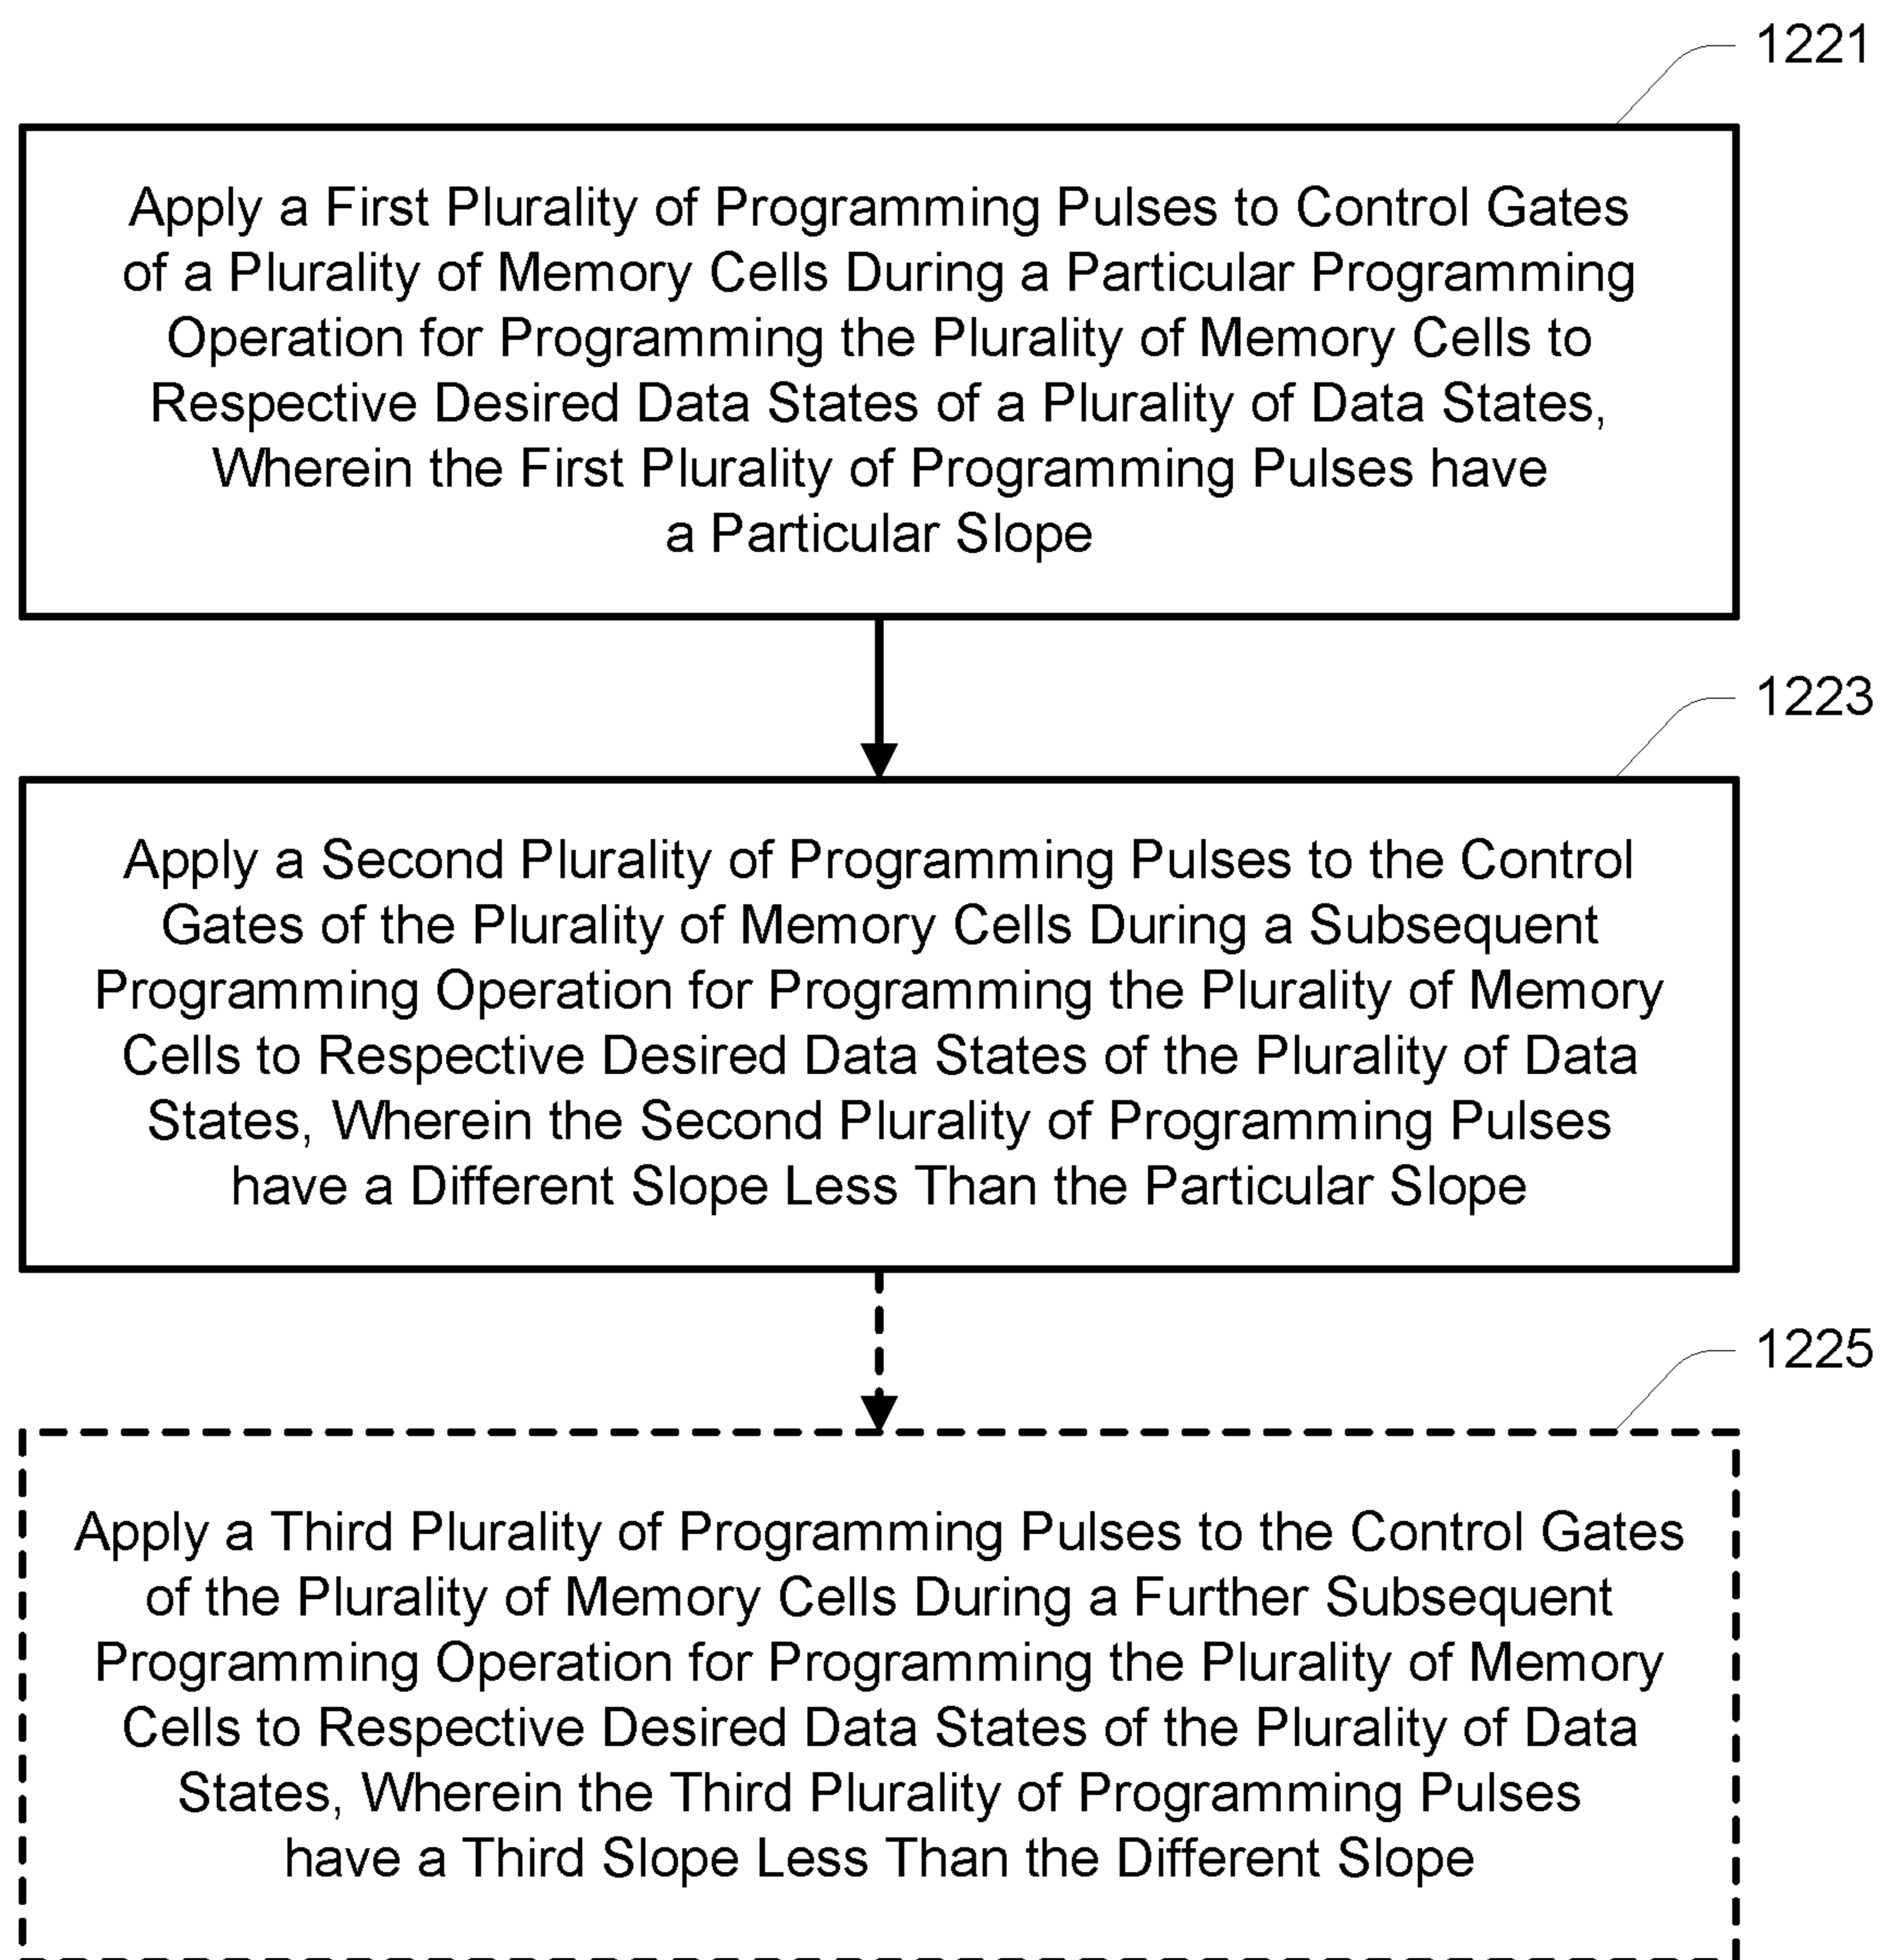 1221
Apply a First Plurality of Programming Pulses to Control Gates
of a Plurality of Memory Cells During a Particular Programming
Operation for Programming the Plurality of Memory Cells to
Respective Desired Data States of a Plurality of Data States,
Wherein the First Plurality of Programming Pulses have
a Particular Slope
1223
Apply a Second Plurality of Programming Pulses to the Control
Gates of the Plurality of Memory Cells During a Subsequent
Programming Operation for Programming the Plurality of Memory
Cells to Respective Desired Data States of the Plurality of Data
States, Wherein the Second Plurality of Programming Pulses
have a Different Slope Less Than the Particular Slope
1225
Apply a Third Plurality of Programming Pulses to the Control Gates
of the Plurality of Memory Cells During a Further Subsequent
Programming Operation for Programming the Plurality of Memory
Cells to Respective Desired Data States of the Plurality of Data
States, Wherein the Third Plurality of Programming Pulses
have a Third Slope Less Than the Different Slope